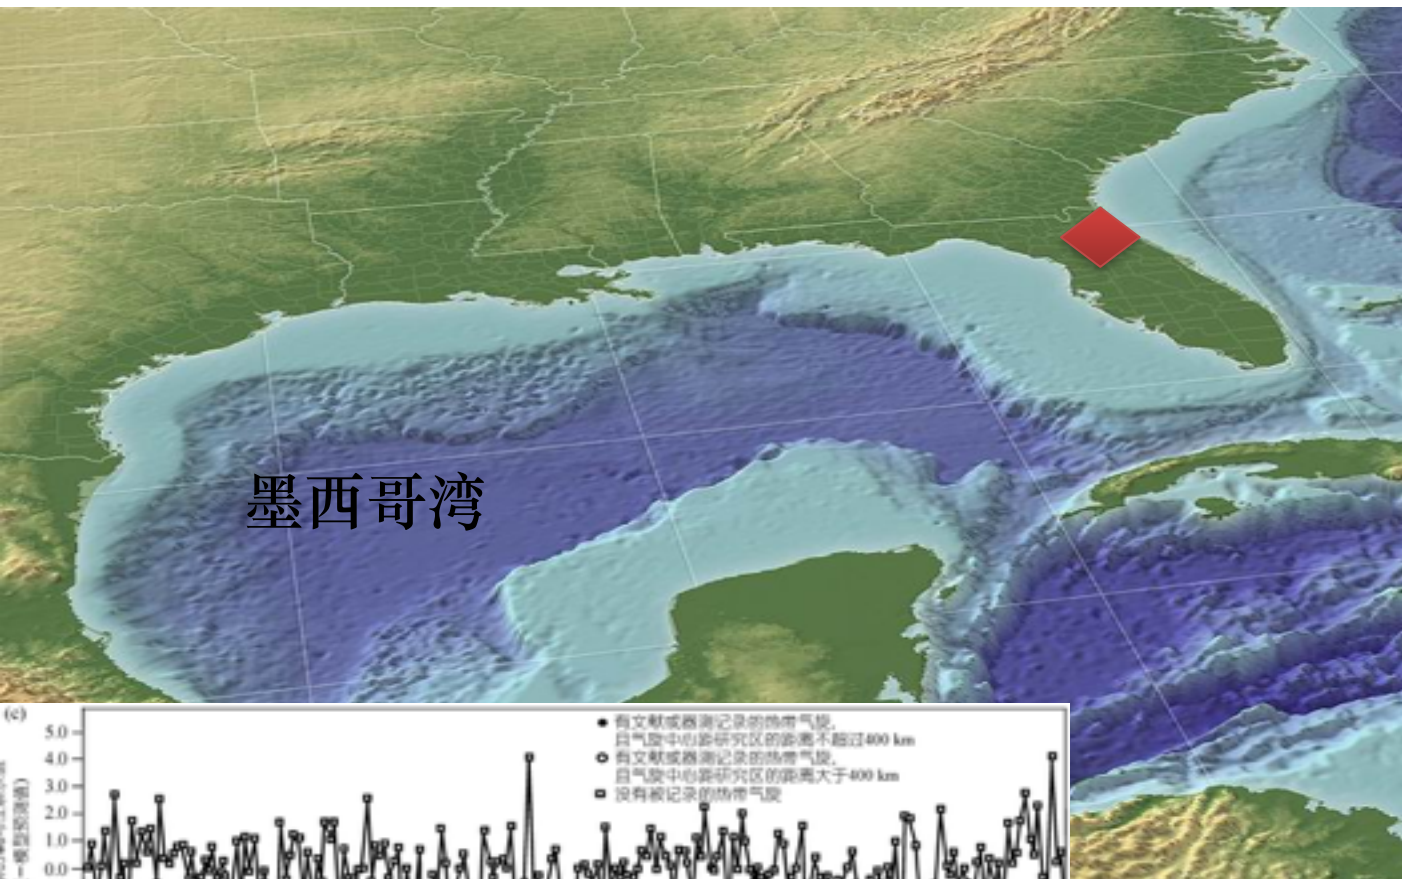 墨西哥湾
(c)
有文献或器测记录的热带气旋,
且气旋中心距研究区的距离不超过400 km
有文献或器测记录的热带气旋,
且气旋中心距研究区的距离大于400 km
没有被记录的热带气旋
5.0
4.0
3.0
2.0
1.0
0.0